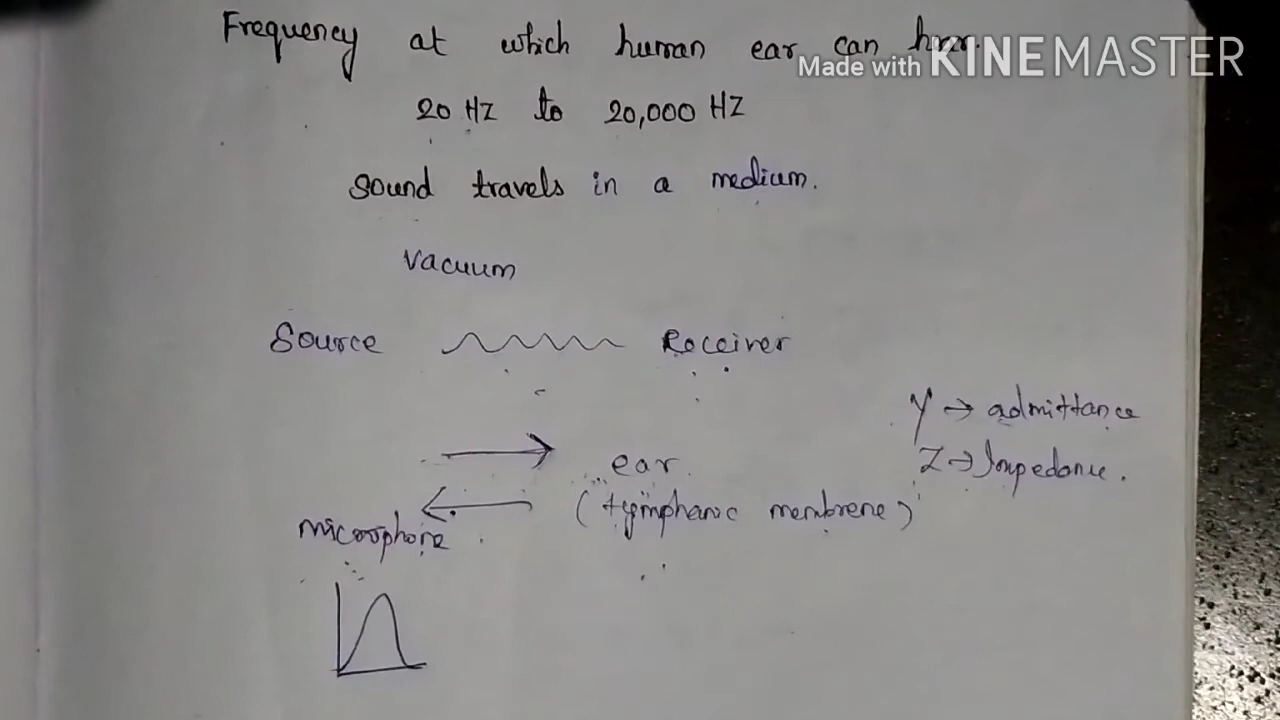 Frequency at which human ear can hear.
Made with KINEMASTER
20 HZ to 20,000 HZ
Sound travels in a medium.
Vacuum
Source Receiver
Y → admittance
Z → Impedance.
ear.
(tymphanic membrene)
microphone